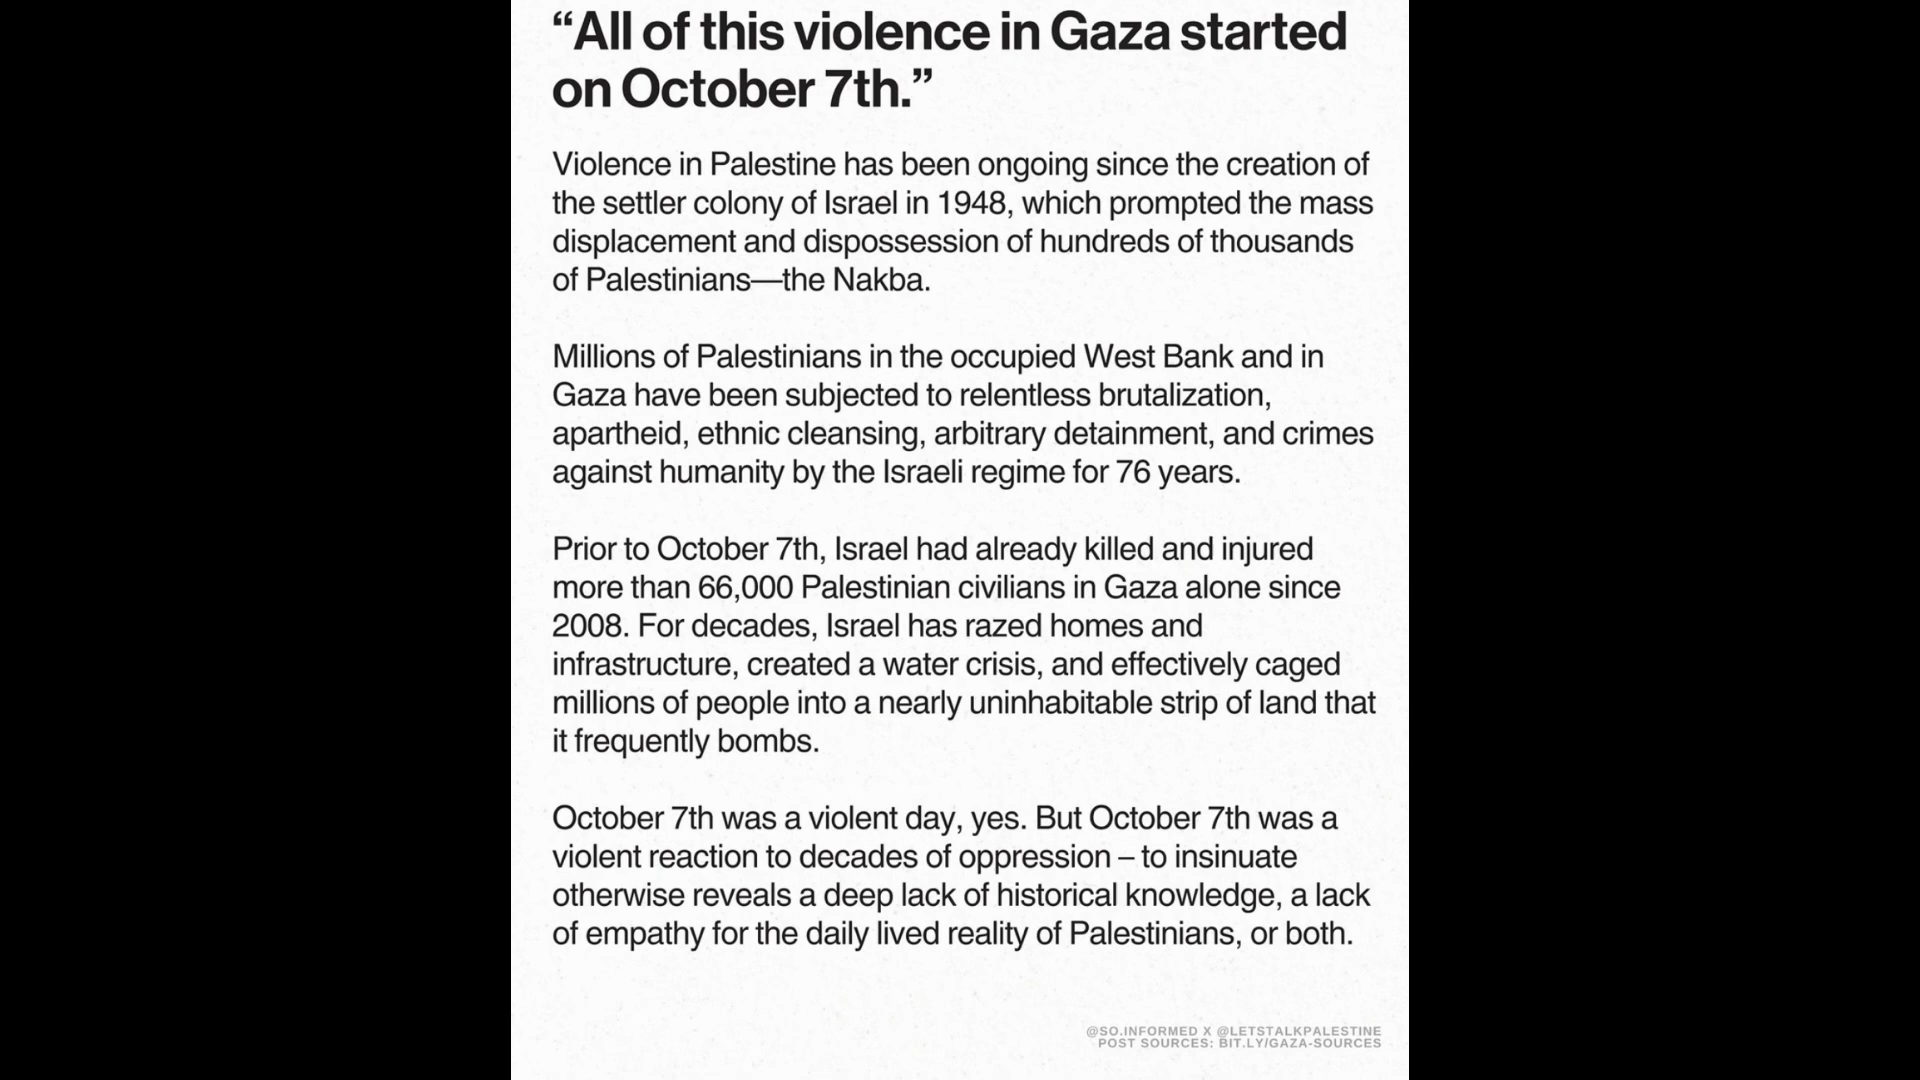 “All of this violence in Gaza started
on October 7th.”
Violence in Palestine has been ongoing since the creation of
the settler colony of Israel in 1948, which prompted the mass
displacement and dispossession of hundreds of thousands
of Palestinians—the Nakba.
Millions of Palestinians in the occupied West Bank and in
Gaza have been subjected to relentless brutalization,
apartheid, ethnic cleansing, arbitrary detainment, and crimes
against humanity by the Israeli regime for 76 years.
Prior to October 7th, Israel had already killed and injured
more than 66,000 Palestinian civilians in Gaza alone since
2008. For decades, Israel has razed homes and
infrastructure, created a water crisis, and effectively caged
millions of people into a nearly uninhabitable strip of land that
it frequently bombs.
October 7th was a violent day, yes. But October 7th was a
violent reaction to decades of oppression – to insinuate
otherwise reveals a deep lack of historical knowledge, a lack
of empathy for the daily lived reality of Palestinians, or both.
@SO.INFORMED X @LETSTALKPALESTINE
POST SOURCES: BIT.LY/GAZA-SOURCES